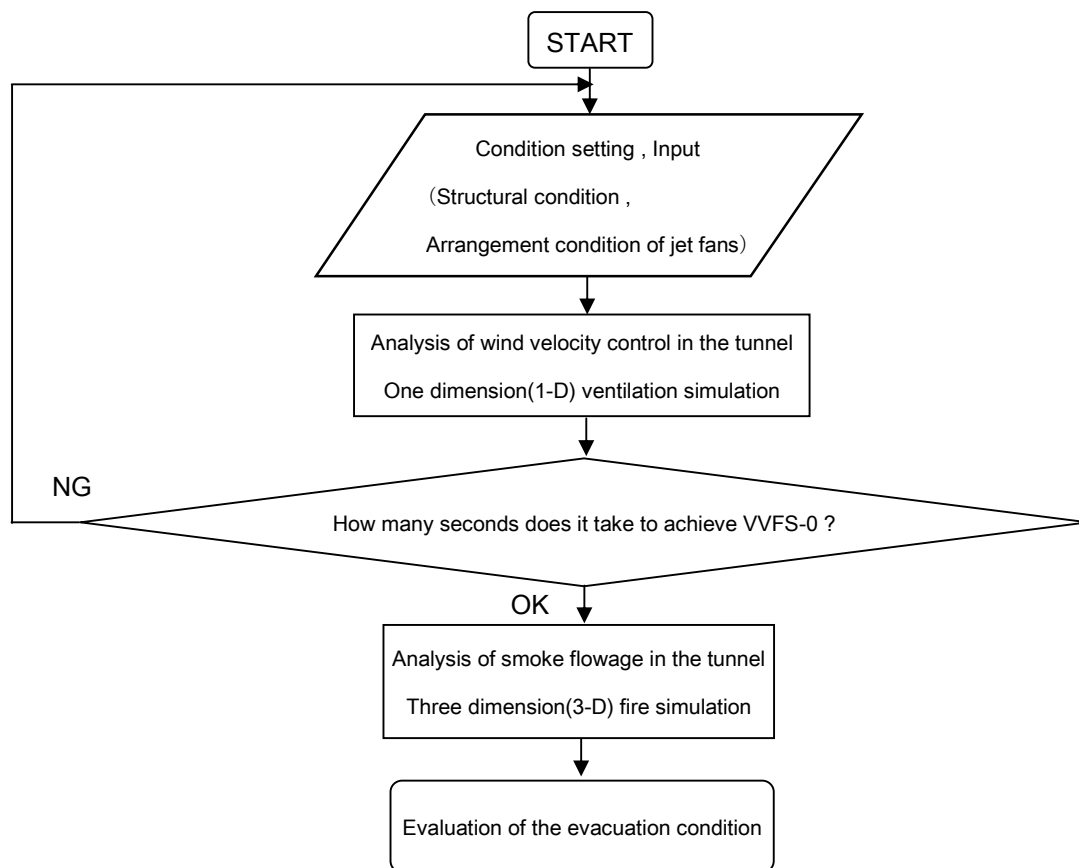 START
Condition setting , Input
（Structural condition ,
Arrangement condition of jet fans）
Analysis of wind velocity control in the tunnel
One dimension(1-D) ventilation simulation
NG
How many seconds does it take to achieve VVFS-0 ?
OK
Analysis of smoke flowage in the tunnel
Three dimension(3-D) fire simulation
Evaluation of the evacuation condition